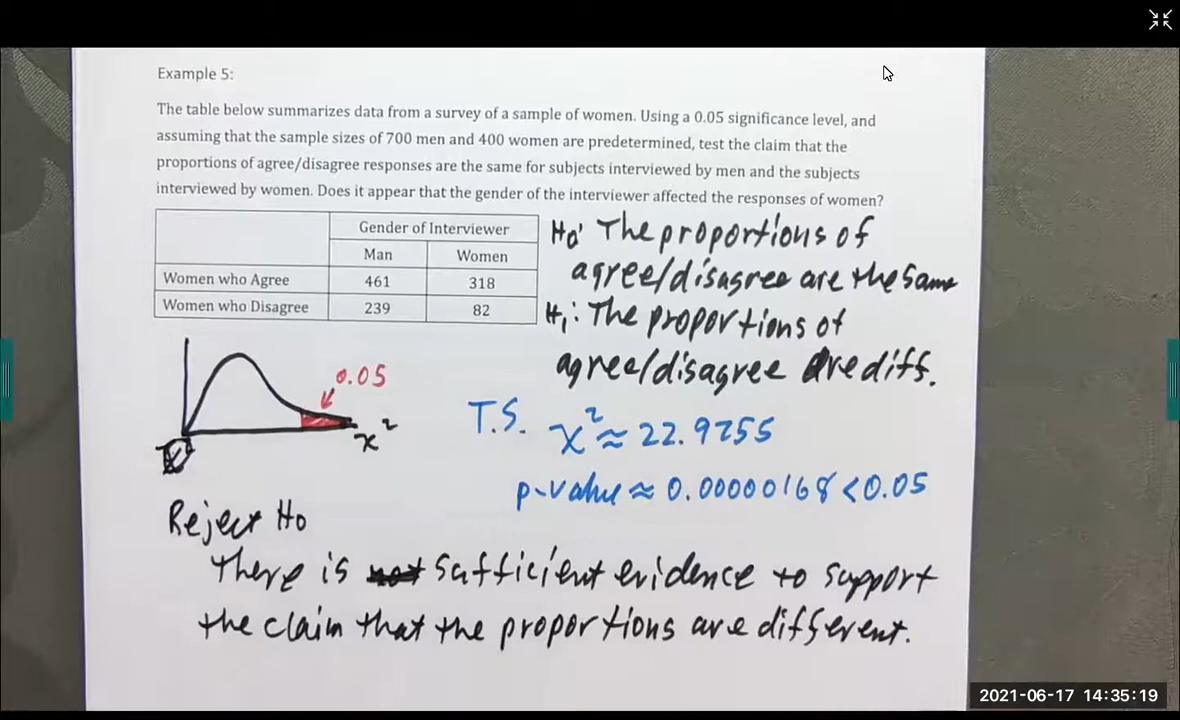 Example 5:
The table below summarizes data from a survey of a sample of women. Using a 0.05 significance level, and
assuming that the sample sizes of 700 men and 400 women are predetermined, test the claim that the
proportions of agree/disagree responses are the same for subjects interviewed by men and the subjects
interviewed by women. Does it appear that the gender of the interviewer affected the responses of women?
Gender of Interviewer
Man Women
Women who Agree 461 318
Women who Disagree 239 82
H0: The proportions of
agree/disagree are the same
H1: The proportions of
agree/disagree are diff.
0.05
x²
T.S. x² ≈ 22.9255
p-value ≈ 0.00000168 < 0.05
Reject H0
There is sufficient evidence to support
the claim that the proportions are different.
2021-06-17 14:35:19